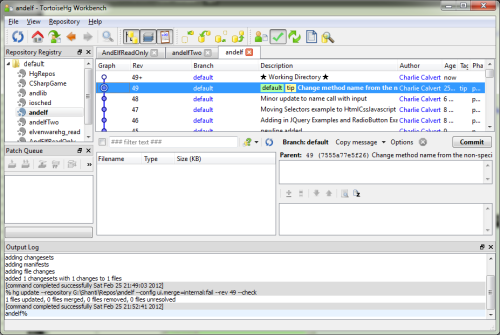 andelf - TortoiseHg Workbench
File View Repository Help
Repository Registry
default
HgRepos
CSharpGame
andlib
iosched
andelf
andelfTwo
elvenwarehg_read
AndElfReadOnly
Patch Queue
AndElfReadOnly andelfTwo andelf
Graph Rev Branch Description Author Age Tag ph...
49+ default ★ Working Directory ★ Charlie Calvert now
49 default default tip Change method name from the n Charlie Calvert 25... tip p...
48 default Minor update to name call with input Charlie Calvert 6 ... p...
47 default Moving Selectors example to HtmlCssJavascript Charlie Calvert 8 ... p...
46 default Adding in JQuery Examples and RadioButton Exa Charlie Calvert 9 ... p...
45 default newline added Charlie Calvert
### filter text ###
Branch: default Copy message Options Commit
Filename Type Size (KB)
Parent: 49 (7555a77e5f26) Change method name from the non-speci
Output Log
adding changesets
adding manifests
adding file changes
added 1 changesets with 1 changes to 1 files
[command completed successfully Sat Feb 25 21:49:03 2012]
% hg update --repository G:\Shanti\Repos\andelf --config ui.merge=internal:fail --rev 49 --check
1 files updated, 0 files merged, 0 files removed, 0 files unresolved
[command completed successfully Sat Feb 25 21:52:41 2012]
andelf%